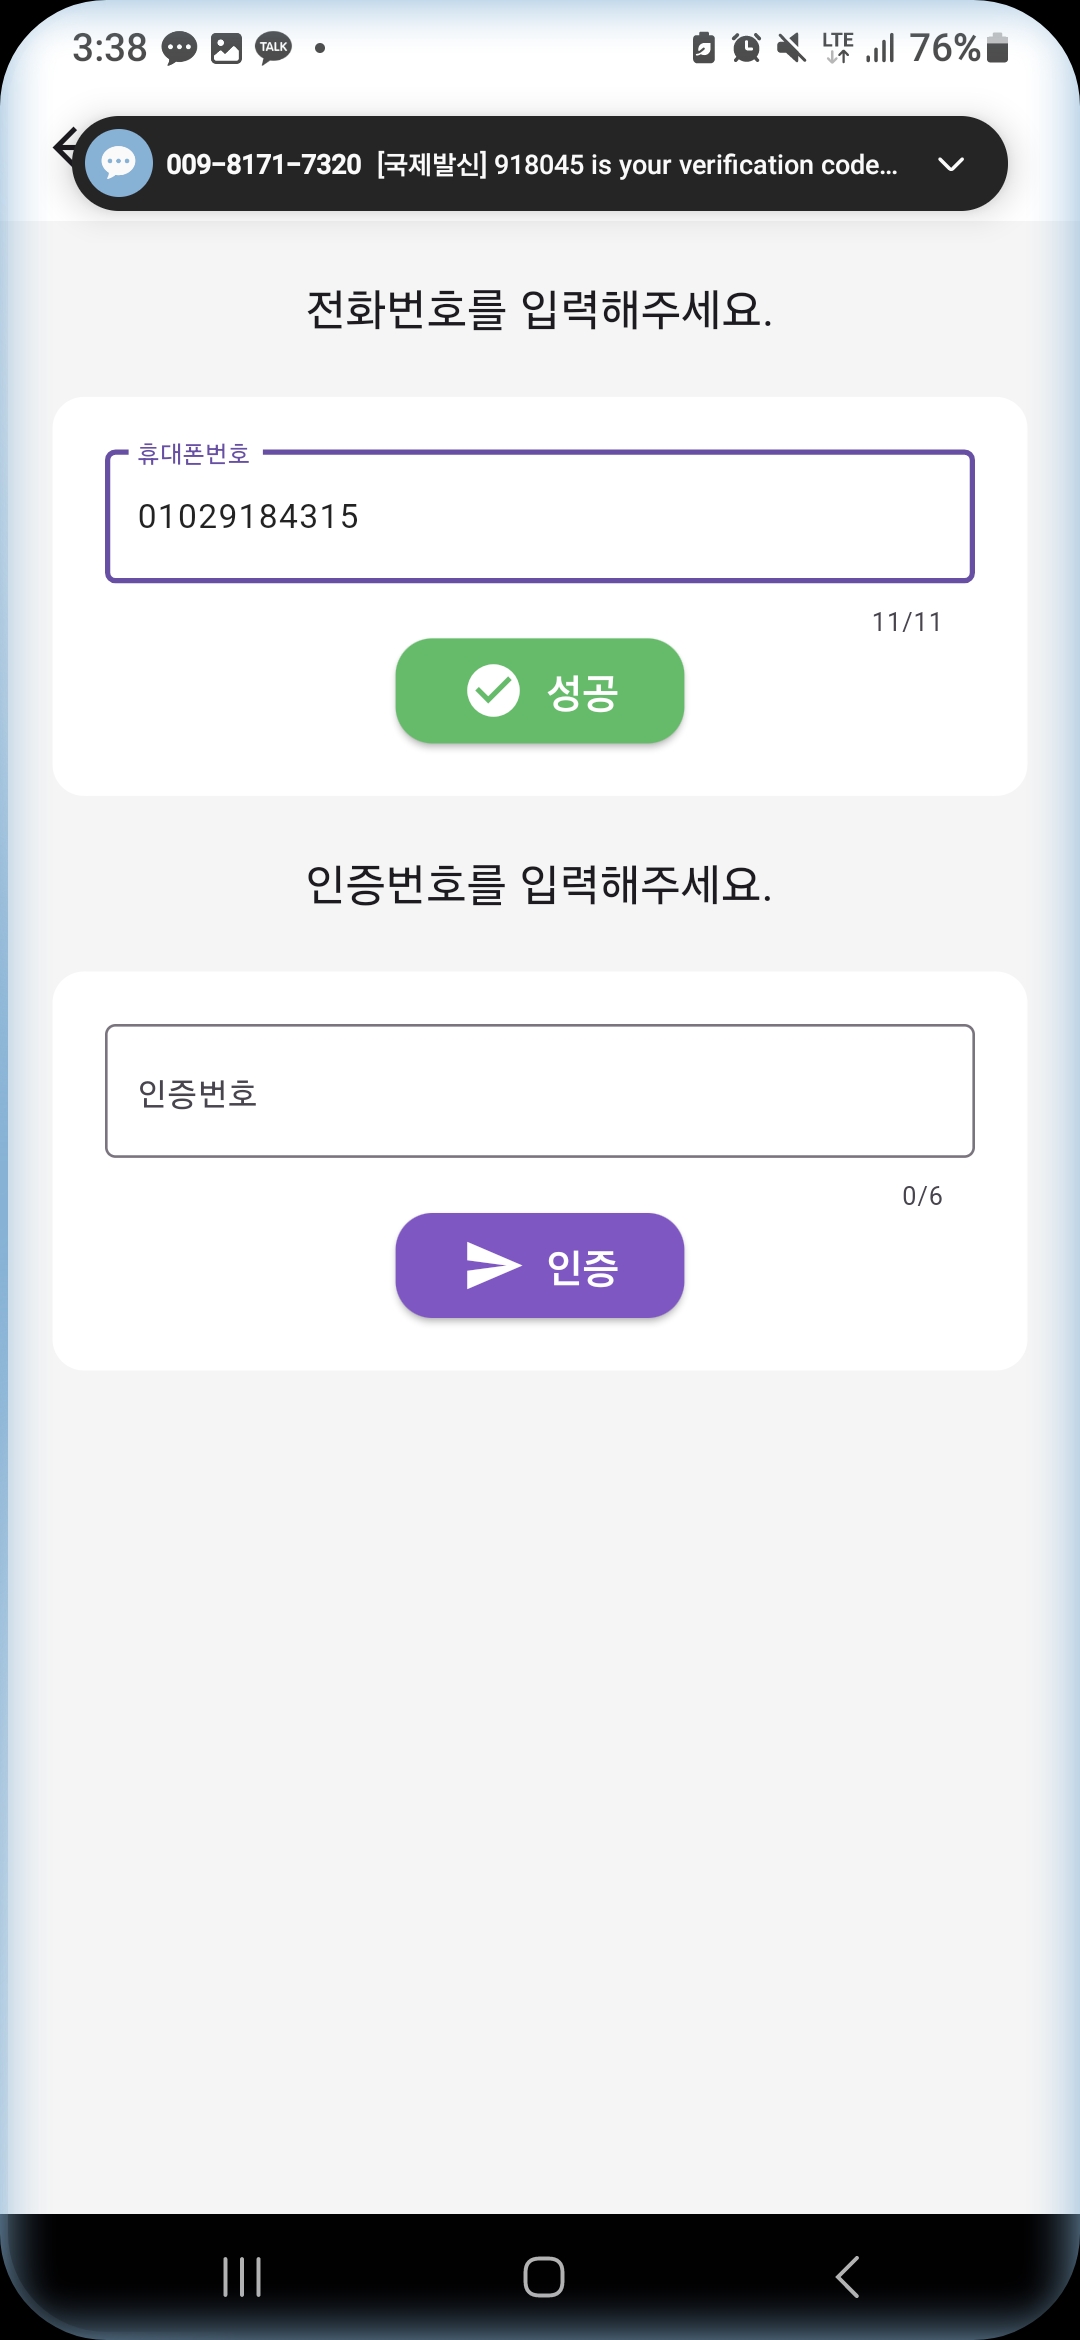 3:38 TALK LTE 76%
009-8171-7320 [국제발신] 918045 is your verification code...
전화번호를 입력해주세요.
휴대폰번호
01029184315
11/11
성공
인증번호를 입력해주세요.
인증번호
0/6
인증